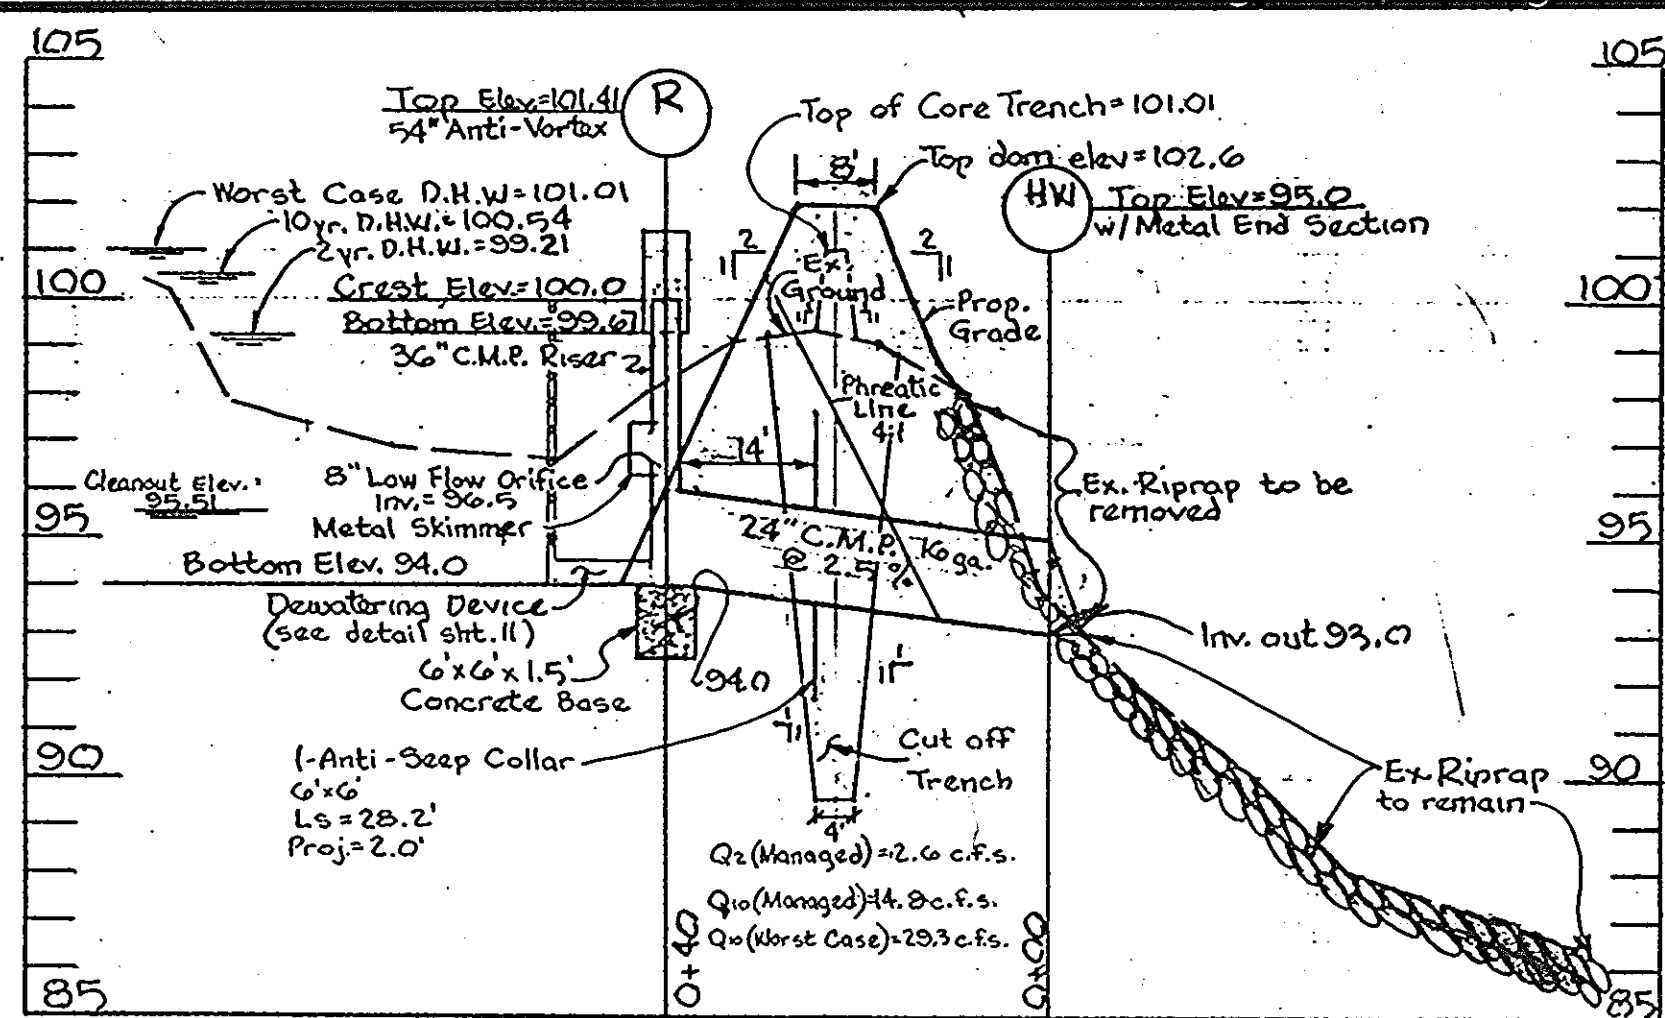 105
105
Top Elev.=101.41
54" Anti-Vortex
R
Top of Core Trench=101.01
8'
Top dam elev=102.6
HW
Top Elev=95.0
w/Metal End Section
Worst Case D.H.W=101.01
10yr. D.H.W.=100.54
2yr. D.H.W.=99.21
2
1
2
1
100
100
Crest Elev.=100.0
Bottom Elev.=99.67
36" C.M.P. Riser
Ex.
Ground
Prop.
Grade
Phreatic
Line
4:1
4'
Cleanout Elev.=
95.51
8" Low Flow Orifice
Inv.=96.5
Metal Skimmer
Ex. Riprap to be
removed
95
95
24" C.M.P. 16 ga.
@ 2.5%
Bottom Elev. 94.0
Dewatering Device
(see detail sht. 11)
6'x6'x1.5'
Concrete Base
94.0
Inv. out 93.0
1
1
1
1
90
90
1-Anti-Seep Collar
6'x6'
Ls=28.2'
Proj.=2.0'
Cut off
Trench
4'
Ex Riprap
to remain
Q2 (Managed)=2.6 c.f.s.
Q10 (Managed)=14.8 c.f.s.
Q10 (Worst Case)=29.3 c.f.s.
0+40
0+00
85
85